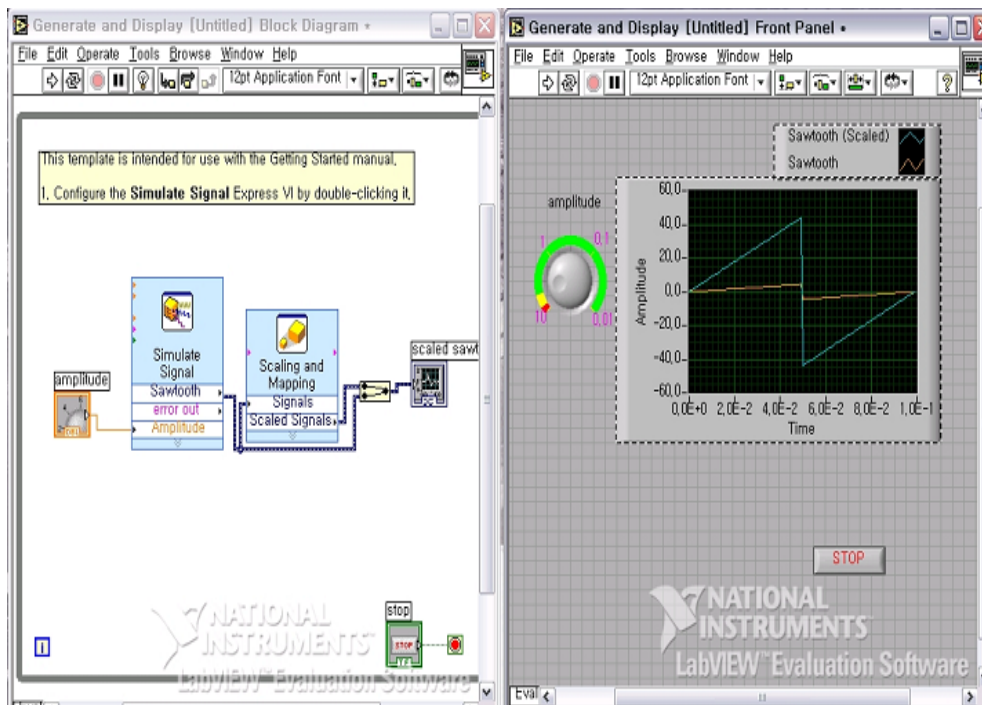 Generate and Display [Untitled] Block Diagram *
File Edit Operate Tools Browse Window Help
12pt Application Font
This template is intended for use with the Getting Started manual.
1. Configure the Simulate Signal Express VI by double-clicking it.
Simulate
Signal
Sawtooth
error out
Amplitude
Scaling and
Mapping
Signals
Scaled Signals
amplitude
scaled sawt
stop
STOP
TF
i
NATIONAL
INSTRUMENTS™
LabVIEW™ Evaluation Software
Generate and Display [Untitled] Front Panel *
File Edit Operate Tools Browse Window Help
12pt Application Font
Sawtooth (Scaled)
Sawtooth
amplitude
1
0,1
10
0,01
Amplitude
60,0
40,0
20,0
0,0
-20,0
-40,0
-60,0
0,0E+0 2,0E-2 4,0E-2 6,0E-2 8,0E-2 1,0E-1
Time
STOP
NATIONAL
INSTRUMENTS™
LabVIEW™ Evaluation Software
Eval